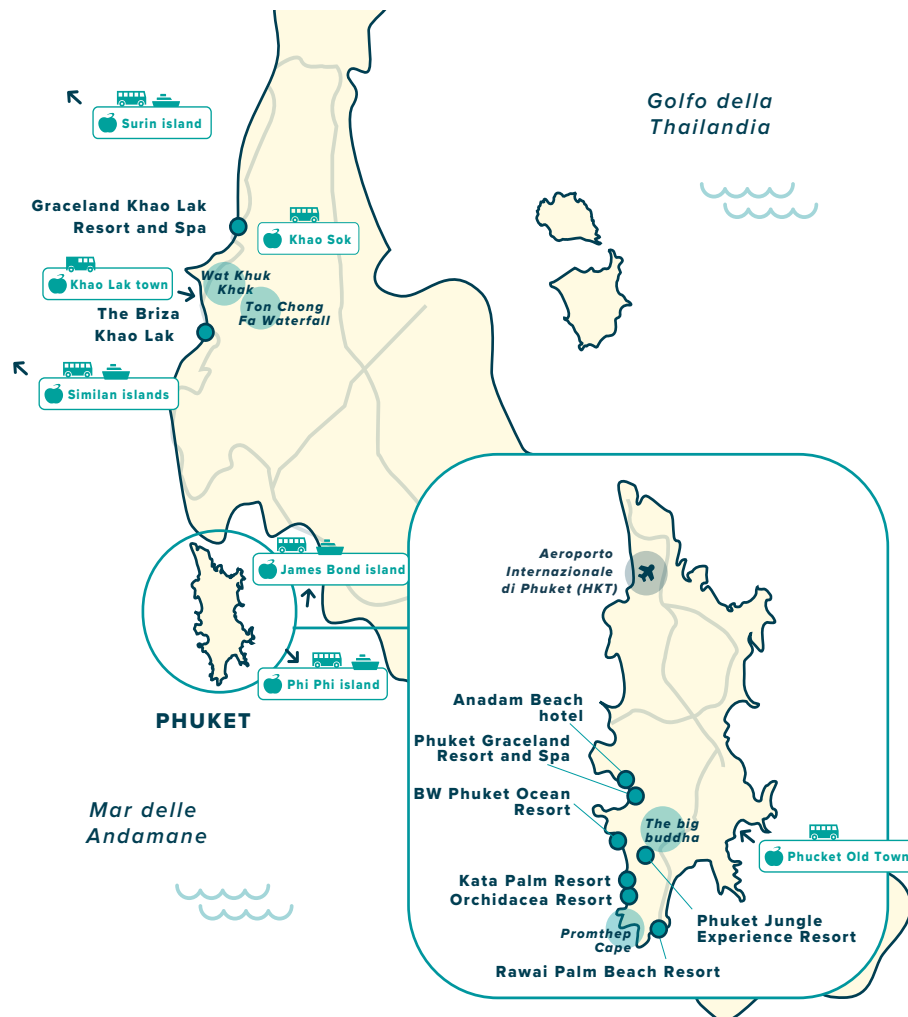 Golfo della
Thailandia
Surin island
Graceland Khao Lak
Resort and Spa
Khao Sok
Wat Khuk
Khak
Khao Lak town
Ton Chong
Fa Waterfall
The Briza
Khao Lak
Similan islands
James Bond island
Phi Phi island
PHUKET
Mar delle
Andamane
Aeroporto
Internazionale
di Phuket (HKT)
Anadam Beach
hotel
Phuket Graceland
Resort and Spa
BW Phuket Ocean
Resort
The big
buddha
Phucket Old Town
Kata Palm Resort
Orchidacea Resort
Phuket Jungle
Experience Resort
Promthep
Cape
Rawai Palm Beach Resort